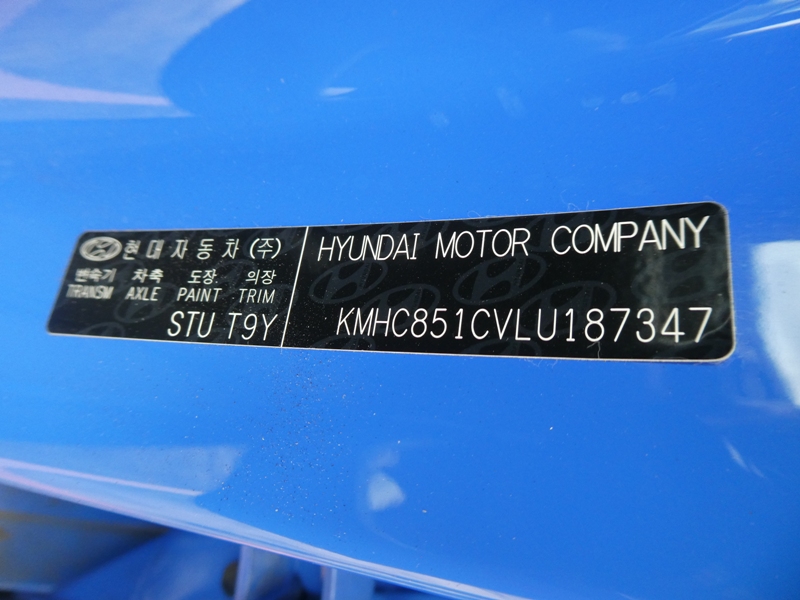 현대자동차(주)
변속기 차축 도장 의장
TRANSM AXLE PAINT TRIM
STU T9Y
HYUNDAI MOTOR COMPANY
KMHC851CVLU187347